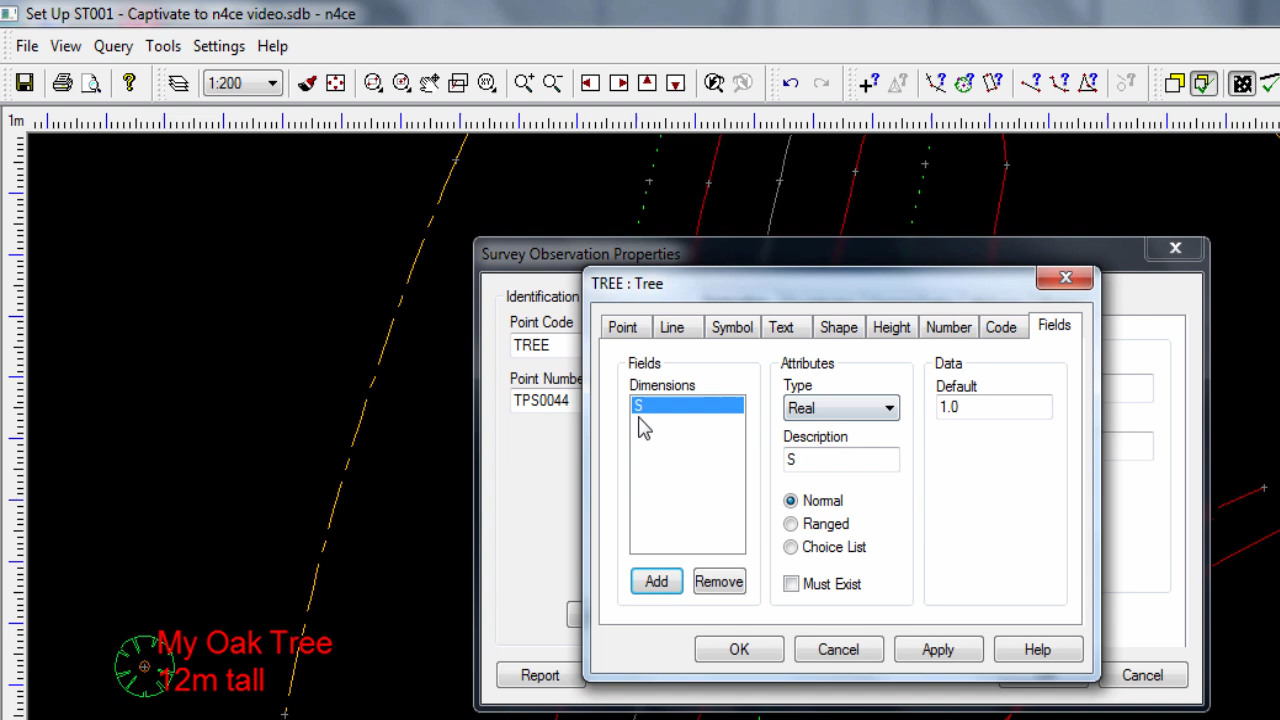 Set Up ST001 - Captivate to n4ce video.sdb - n4ce
File View Query Tools Settings Help
1:200
1m
Survey Observation Properties
Identification
Point Code
TREE
Point Numbe
TPS0044
TREE : Tree
Point Line Symbol Text Shape Height Number Code Fields
Fields
Dimensions
S
Add Remove
Attributes
Type
Real
Description
S
Normal
Ranged
Choice List
Must Exist
Data
Default
1.0
OK Cancel Apply Help
Report
Cancel
My Oak Tree
12m tall